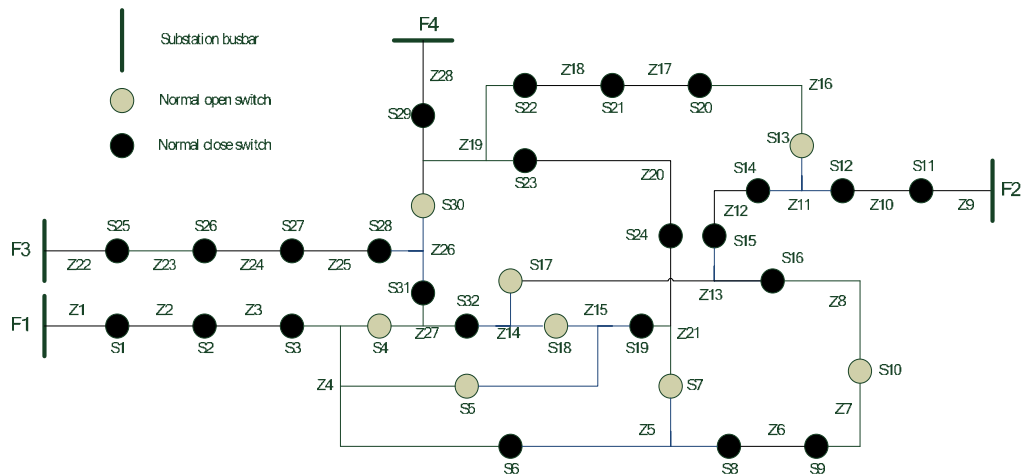 F4
Substation busbar
Z28
Z18
Z17
Z16
Normal open switch
S22
S21
S20
S29
Normal close switch
Z19
S13
S14
S12
S11
S23
Z20
F2
Z12
Z11
Z10
Z9
S30
S25
S26
S27
S28
S24
S15
F3
Z26
S17
S16
Z22
Z23
Z24
Z25
Z13
Z8
S31
S32
Z15
F1
Z1
Z2
Z3
Z27
Z14
Z21
S1
S2
S3
S4
S18
S19
S10
Z4
S7
S5
Z7
Z5
Z6
S6
S8
S9